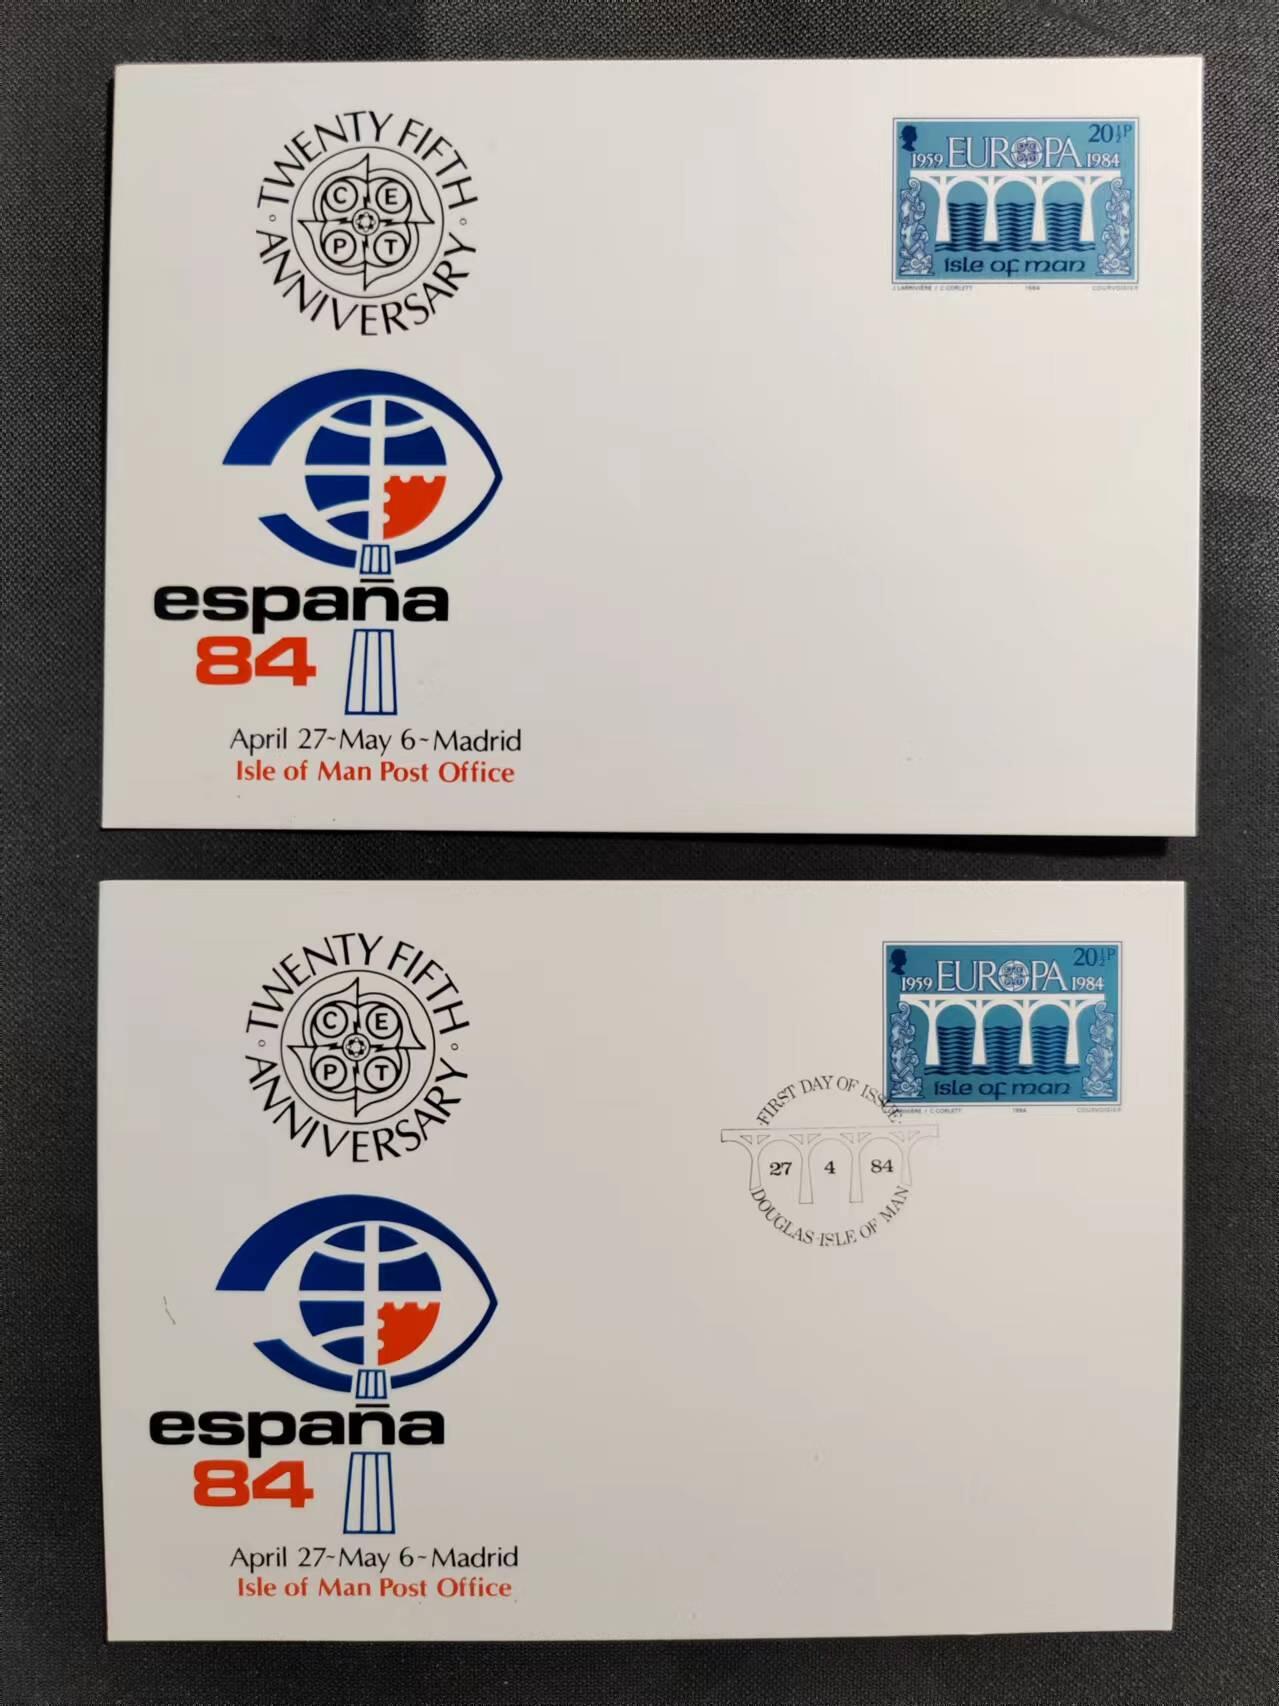 TWENTY FIFTH
ANNIVERSARY
C E
P T
20½P
1959 EUROPA 1984
isle of man
J. LARRIVIÈRE / C. CORLETT 1984 COURVOISIER
españa
84
April 27~May 6~Madrid
Isle of Man Post Office
TWENTY FIFTH
ANNIVERSARY
C E
P T
20½P
1959 EUROPA 1984
isle of man
J. LARRIVIÈRE / C. CORLETT 1984 COURVOISIER
FIRST DAY OF ISSUE
27 4 84
DOUGLAS·ISLE OF MAN
españa
84
April 27~May 6~Madrid
Isle of Man Post Office